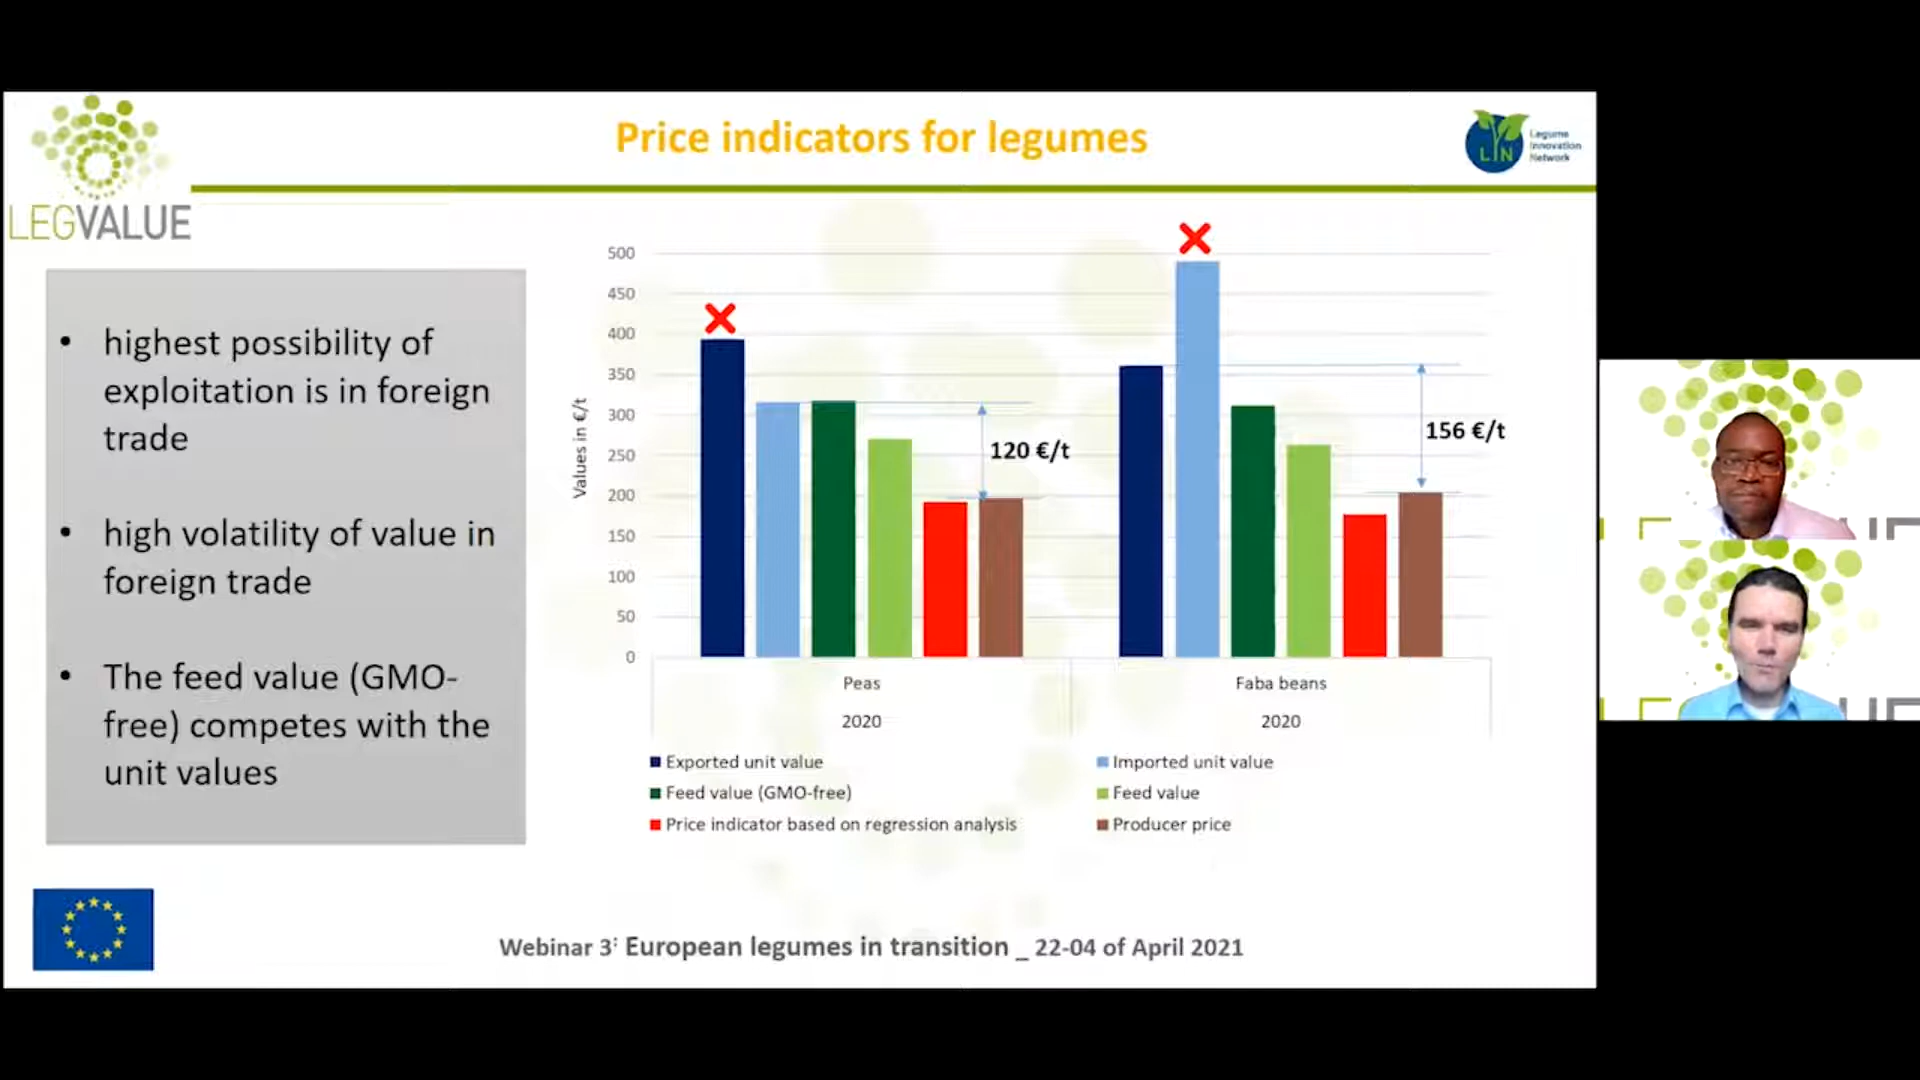 Price indicators for legumes
LIN
Legume
Innovation
Network
LEGVALUE
• highest possibility of
exploitation is in foreign
trade
• high volatility of value in
foreign trade
• The feed value (GMO-
free) competes with the
unit values
Values in €/t
500
450
400
350
300
250
200
150
100
50
0
120 €/t
156 €/t
Peas
Faba beans
2020
2020
Exported unit value
Imported unit value
Feed value (GMO-free)
Feed value
Price indicator based on regression analysis
Producer price
Webinar 3: European legumes in transition _ 22-04 of April 2021